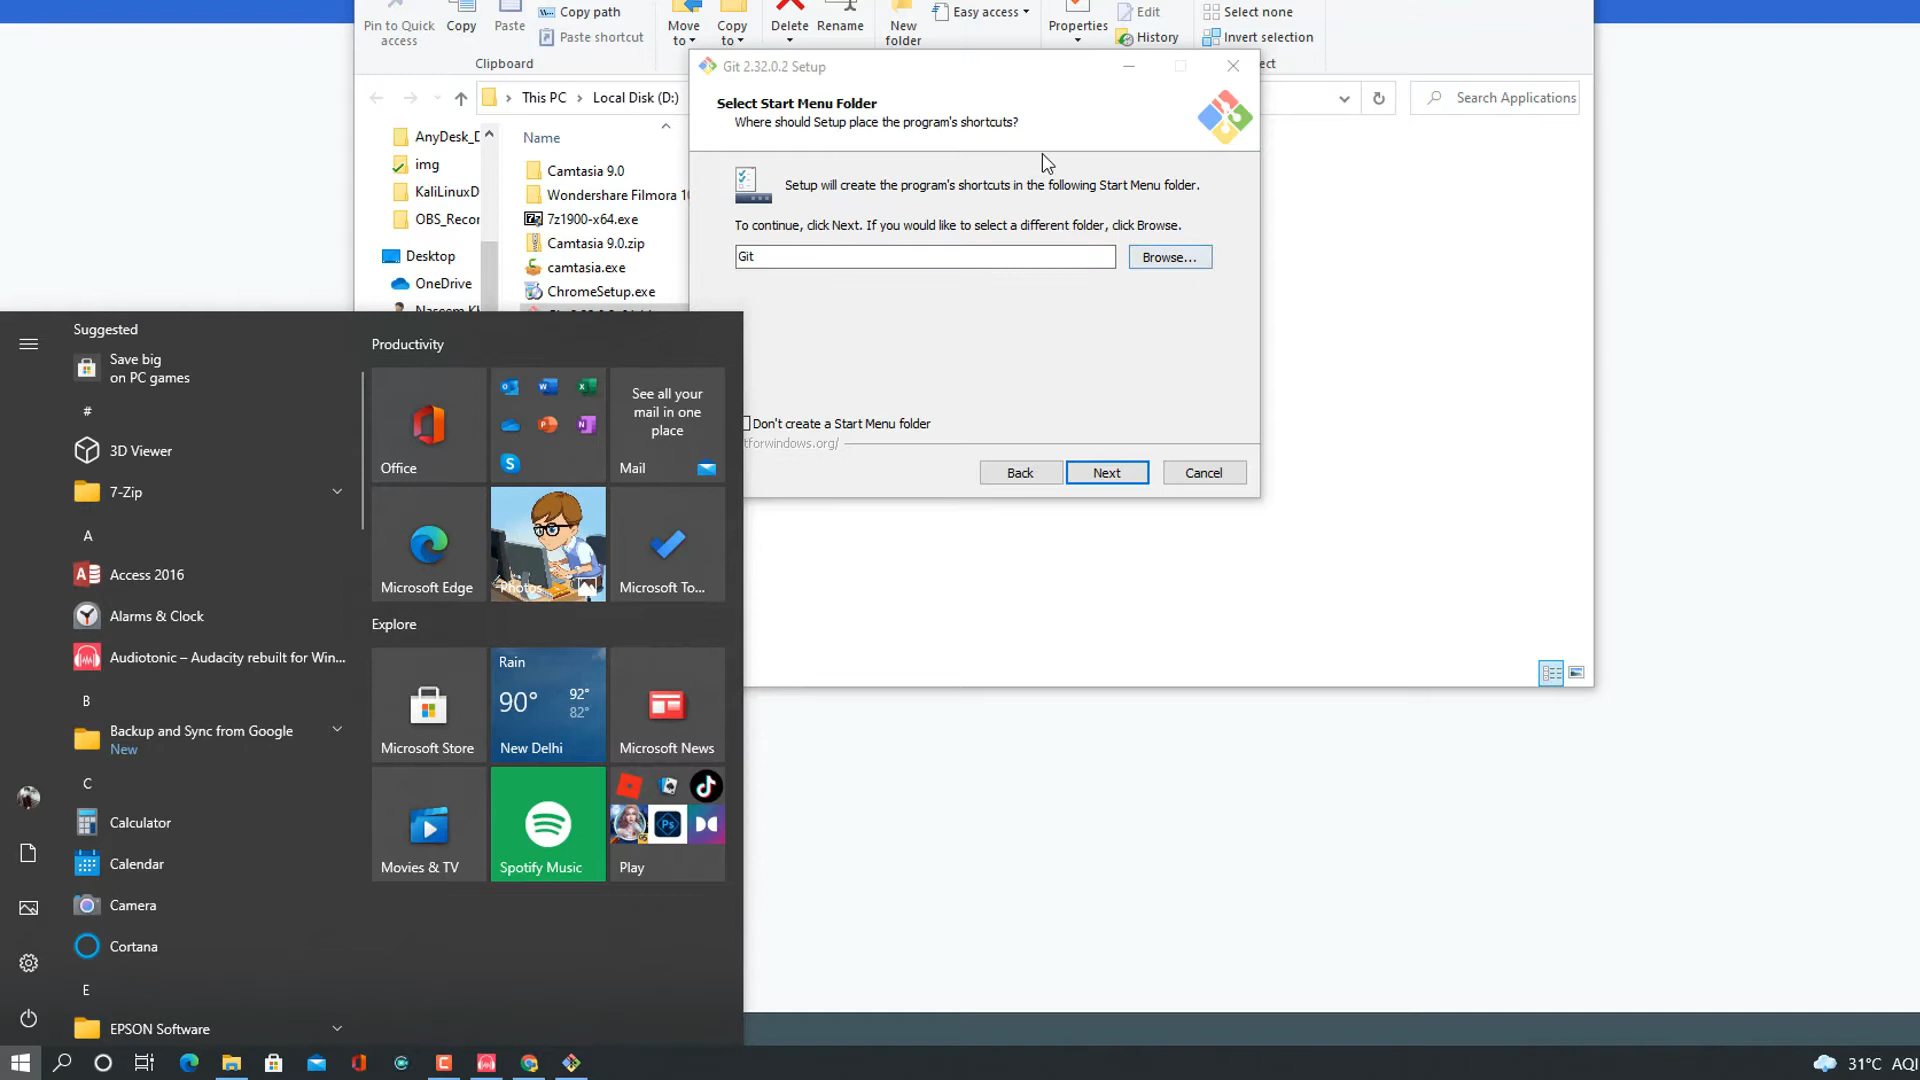 Pin to Quick
access
Copy
Paste
Copy path
Paste shortcut
Clipboard
Move
to
Copy
to
Delete
Rename
New
folder
Easy access
Properties
Edit
History
Select none
Invert selection
ect
Git 2.32.0.2 Setup
This PC
Local Disk (D:)
Search Applications
Select Start Menu Folder
Where should Setup place the program's shortcuts?
AnyDesk_D
img
KaliLinuxD
OBS_Recor
Desktop
OneDrive
Name
Camtasia 9.0
Wondershare Filmora 10
7z1900-x64.exe
Camtasia 9.0.zip
camtasia.exe
ChromeSetup.exe
Setup will create the program's shortcuts in the following Start Menu folder.
To continue, click Next. If you would like to select a different folder, click Browse.
Git
Browse...
Don't create a Start Menu folder
tforwindows.org/
Back
Next
Cancel
Suggested
Save big
on PC games
#
3D Viewer
7-Zip
A
Access 2016
Alarms & Clock
Audiotonic – Audacity rebuilt for Win...
B
Backup and Sync from Google
New
C
Calculator
Calendar
Camera
Cortana
E
EPSON Software
Productivity
Office
See all your
mail in one
place
Mail
Microsoft Edge
Photos
Microsoft To...
Explore
Microsoft Store
Rain
90°
92°
82°
New Delhi
Microsoft News
Movies & TV
Spotify Music
Ps
Play
31°C AQI